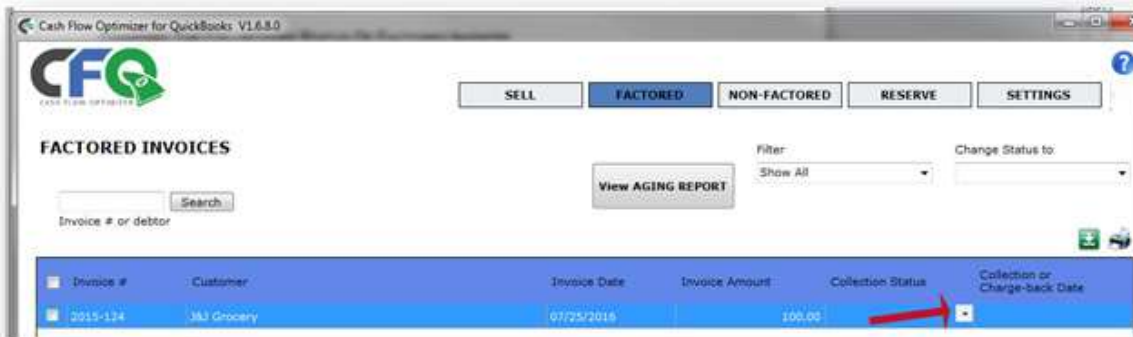 Cash Flow Optimizer for QuickBooks V1.6.8.0
CFO
CASH FLOW OPTIMIZER
SELL FACTORED NON-FACTORED RESERVE SETTINGS
?
FACTORED INVOICES
Filter Change Status to
View AGING REPORT Show All
Search
Invoice # or debtor
Invoice # Customer Invoice Date Invoice Amount Collection Status Collection or
Charge-back Date
2015-124 J&J Grocery 07/25/2016 100.00